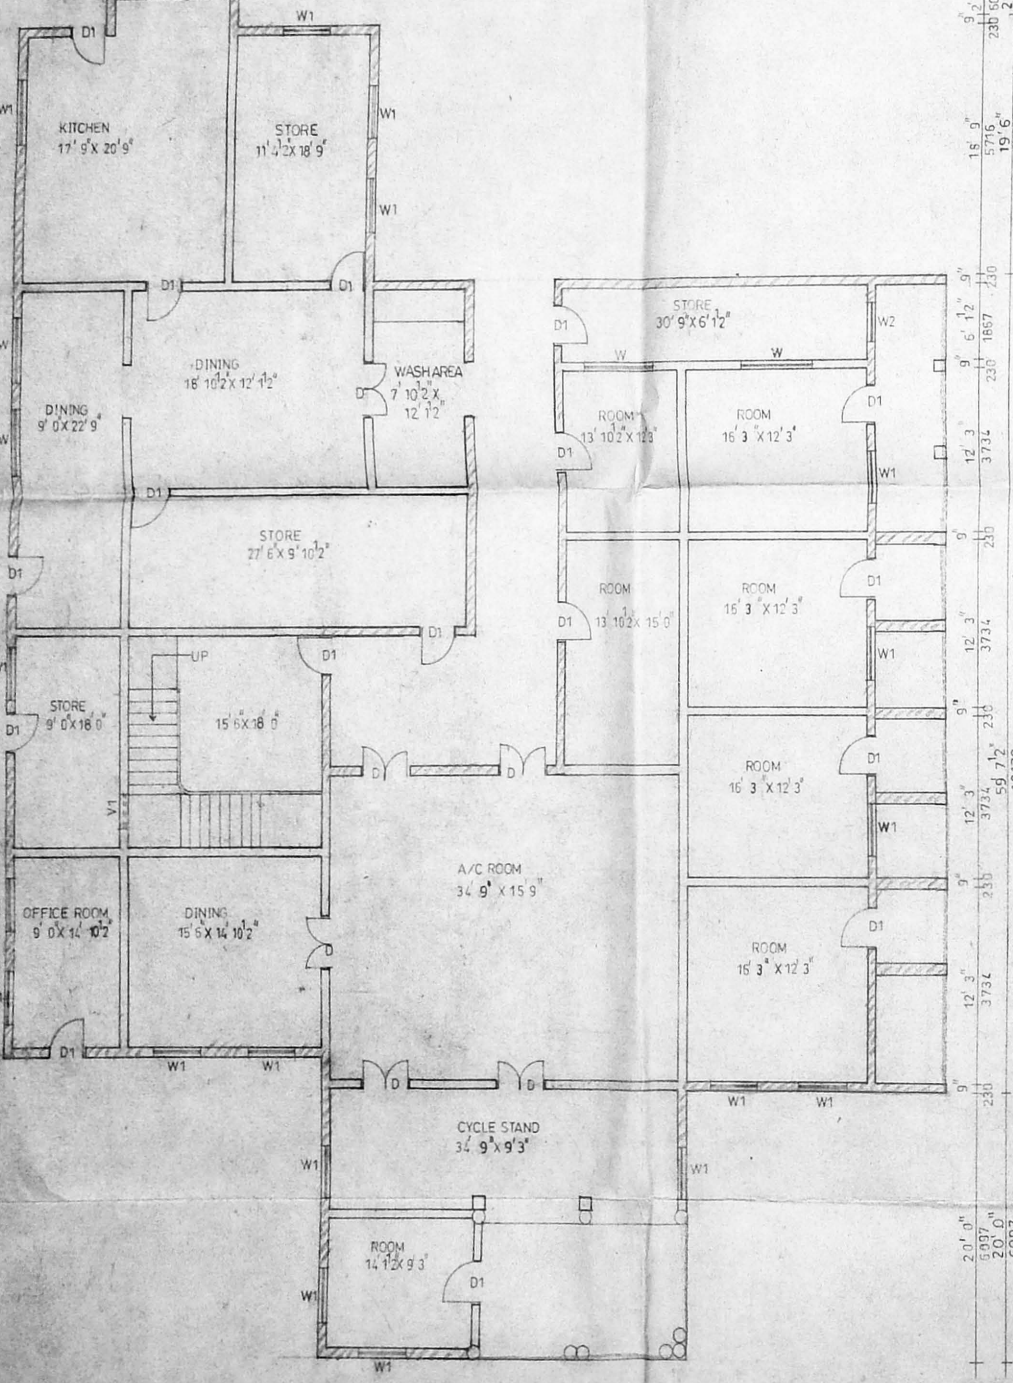 W1
D1
W1
KITCHEN
17' 9"X 20'9"
STORE
11' 4½"X 18' 9"
W1
W1
D1
D1
DINING
18' 10½"X 12' 1½"
WASH AREA
7' 10½"X
12' 1½"
D
DINING
9' 0"X 22' 9"
W
W
D1
STORE
27' 6"X 9' 10½"
D1
D1
UP
D1
STORE
9' 0"X 18' 0"
15' 6"X 18' 0"
D1
V1
OFFICE ROOM
9' 0"X 14' 10½"
DINING
15' 6"X 14' 10½"
D
D1
W1
W1
STORE
30' 9"X 6' 1½"
D1
W2
W
W
ROOM
13' 10½"X 12'3"
ROOM
16' 3"X 12' 3"
D1
D1
W1
ROOM
13' 10½"X 15' 0"
ROOM
16' 3"X 12' 3"
D1
D1
W1
D
D
ROOM
16' 3"X 12' 3"
D1
W1
A/C ROOM
34' 9"X 15 9"
ROOM
16' 3"X 12' 3"
D1
D
D
W1
W1
CYCLE STAND
34' 9"X 9'3"
W1
W1
ROOM
14' 1½"X 9' 3"
D1
W1
W1
9"
230
18' 9"
5716
19' 6"
9"
230
6' 1½"
1867
9"
230
12' 3"
3734
9"
230
12' 3"
3734
9"
230
59' 7½"
12' 3"
3734
9"
230
12' 3"
3734
9"
230
20' 0"
6097
20' 0"
6097